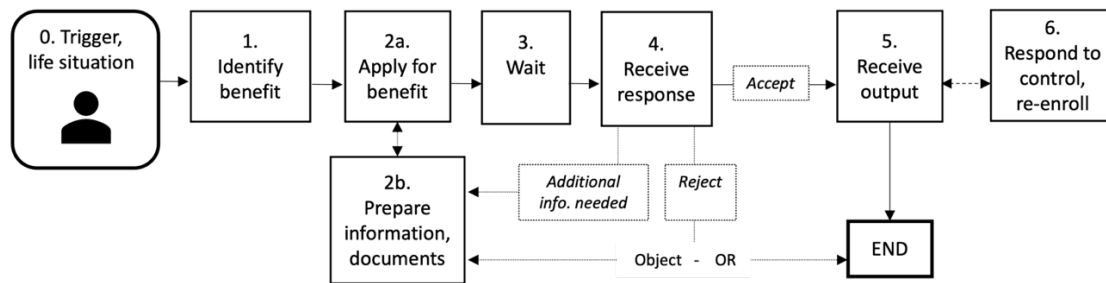 0. Trigger,
life situation
1.
Identify
benefit
2a.
Apply for
benefit
3.
Wait
4.
Receive
response
Accept
5.
Receive
output
6.
Respond to
control,
re-enroll
2b.
Prepare
information,
documents
Additional
info. needed
Reject
Object - OR
END